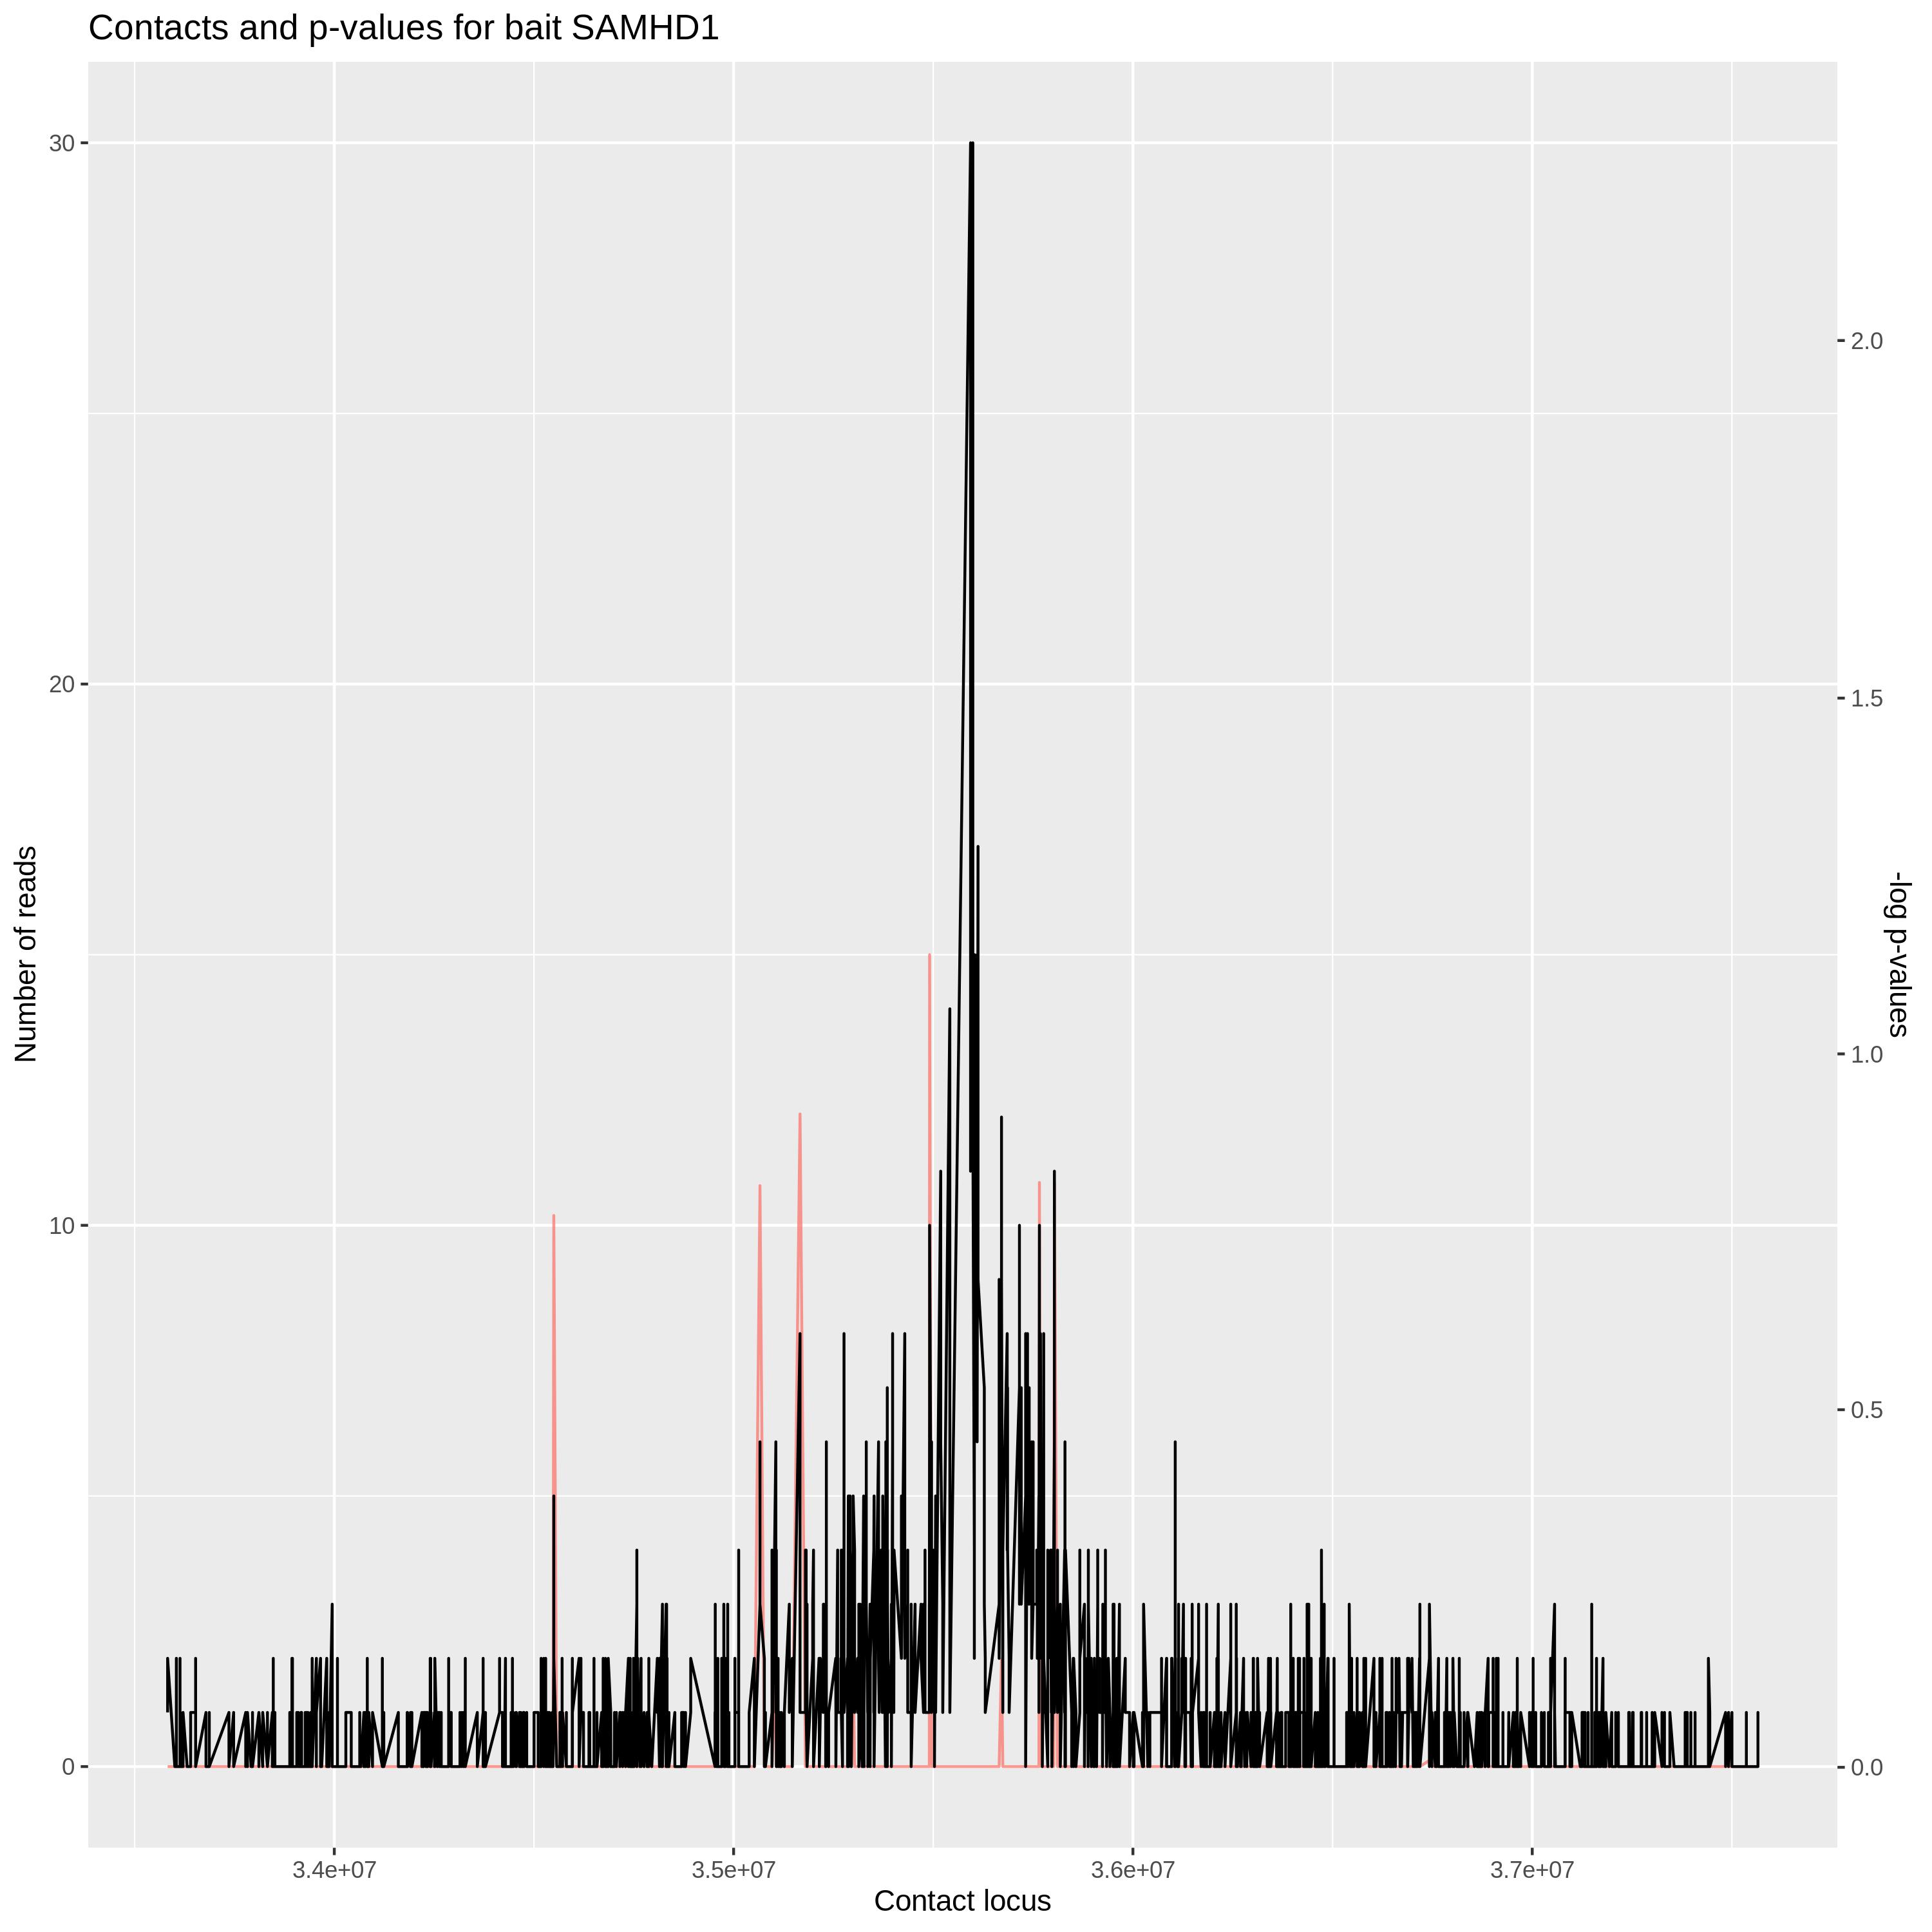 Contacts and p-values for bait SAMHD1
30
20
10
0
Number of reads
2.0
1.5
1.0
0.5
0.0
-log p-values
3.4e+07
3.5e+07
3.6e+07
3.7e+07
Contact locus